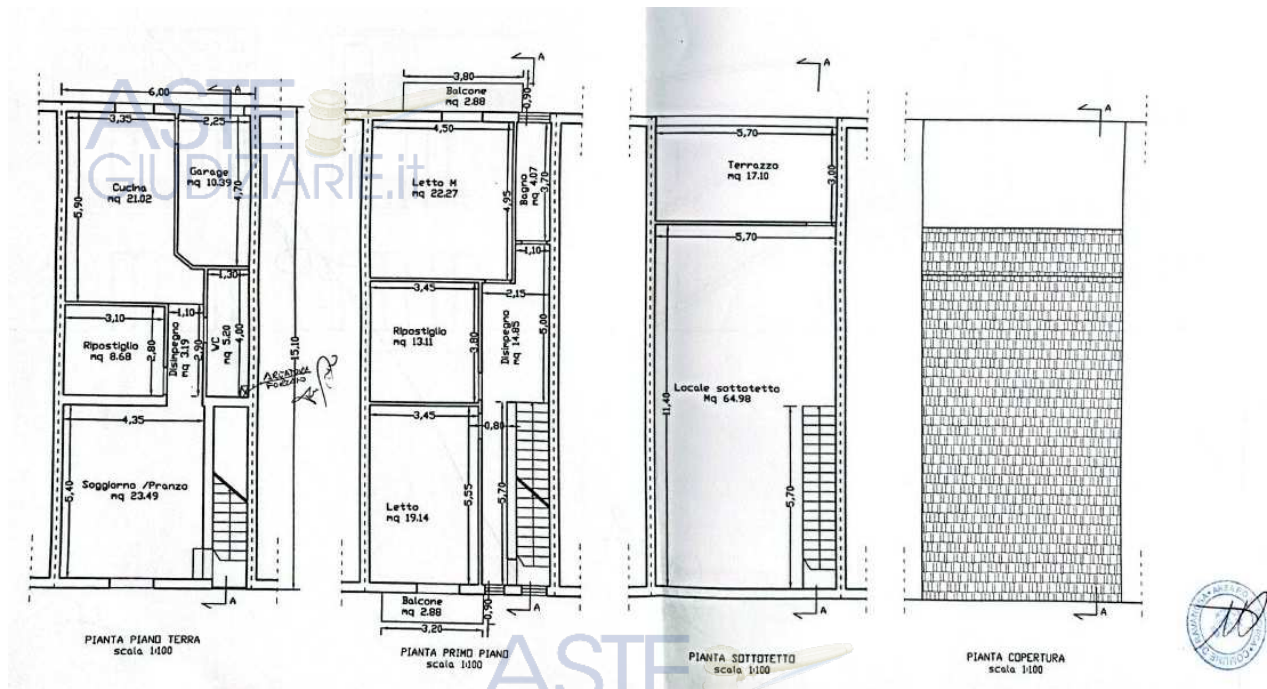 ASTE
GIUDIZIARIE.it
6,00
A
3,35
2,25
Cucina
mq 21.02
Garage
mq 10.39
5,90
4,70
1,30
3,10
Ripostiglio
mq 8.68
2,80
1,10
Disimpegno
mq 3.19
2,90
WC
mq 5.20
4,00
15,10
AREATORE
FORZATO
4,35
Soggiorno /Pranzo
mq 23.49
5,40
A
PIANTA PIANO TERRA
scala 1:100
A
3,80
Balcone
mq 2.88
0,90
4,50
Letto M
mq 22.27
4,95
Bagno
mq 4.07
3,70
1,10
3,45
2,15
Ripostiglio
mq 13.11
3,80
Disimpegno
mq 14.85
5,00
3,45
0,80
Letto
mq 19.14
5,55
5,70
Balcone
mq 2.88
0,90
3,20
A
PIANTA PRIMO PIANO
scala 1:100
ASTE
A
5,70
Terrazzo
mq 17.10
3,00
5,70
11,40
Locale sottotetto
Mq 64.98
5,70
A
PIANTA SOTTOTETTO
scala 1:100
A
A
PIANTA COPERTURA
scala 1:100